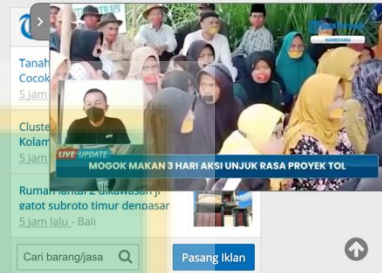 SUMEDANG
Tanah
Cocok
5 jam
Cluste
Kolam
5 jam
LIVE UPDATE
MOGOK MAKAN 3 HARI AKSI UNJUK RASA PROYEK TOL
Rumah lantai 2 dikawasan jl
gatot subroto timur denpasar
5 jam lalu - Bali
Cari barang/jasa
Pasang Iklan